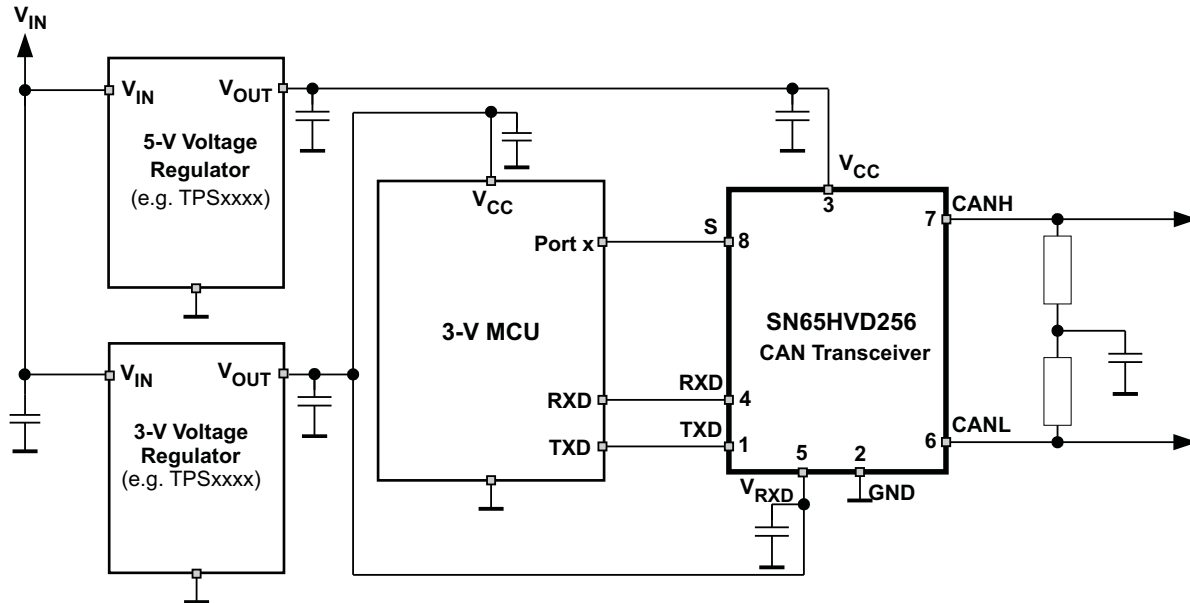 V_IN
V_IN
V_OUT
5-V Voltage
Regulator
(e.g. TPSxxxx)
V_CC
Port x
3-V MCU
RXD
TXD
V_IN
V_OUT
3-V Voltage
Regulator
(e.g. TPSxxxx)
S
RXD
TXD
V_CC
3
8
4
1
7
6
5
2
SN65HVD256
CAN Transceiver
V_RXD
GND
CANH
CANL